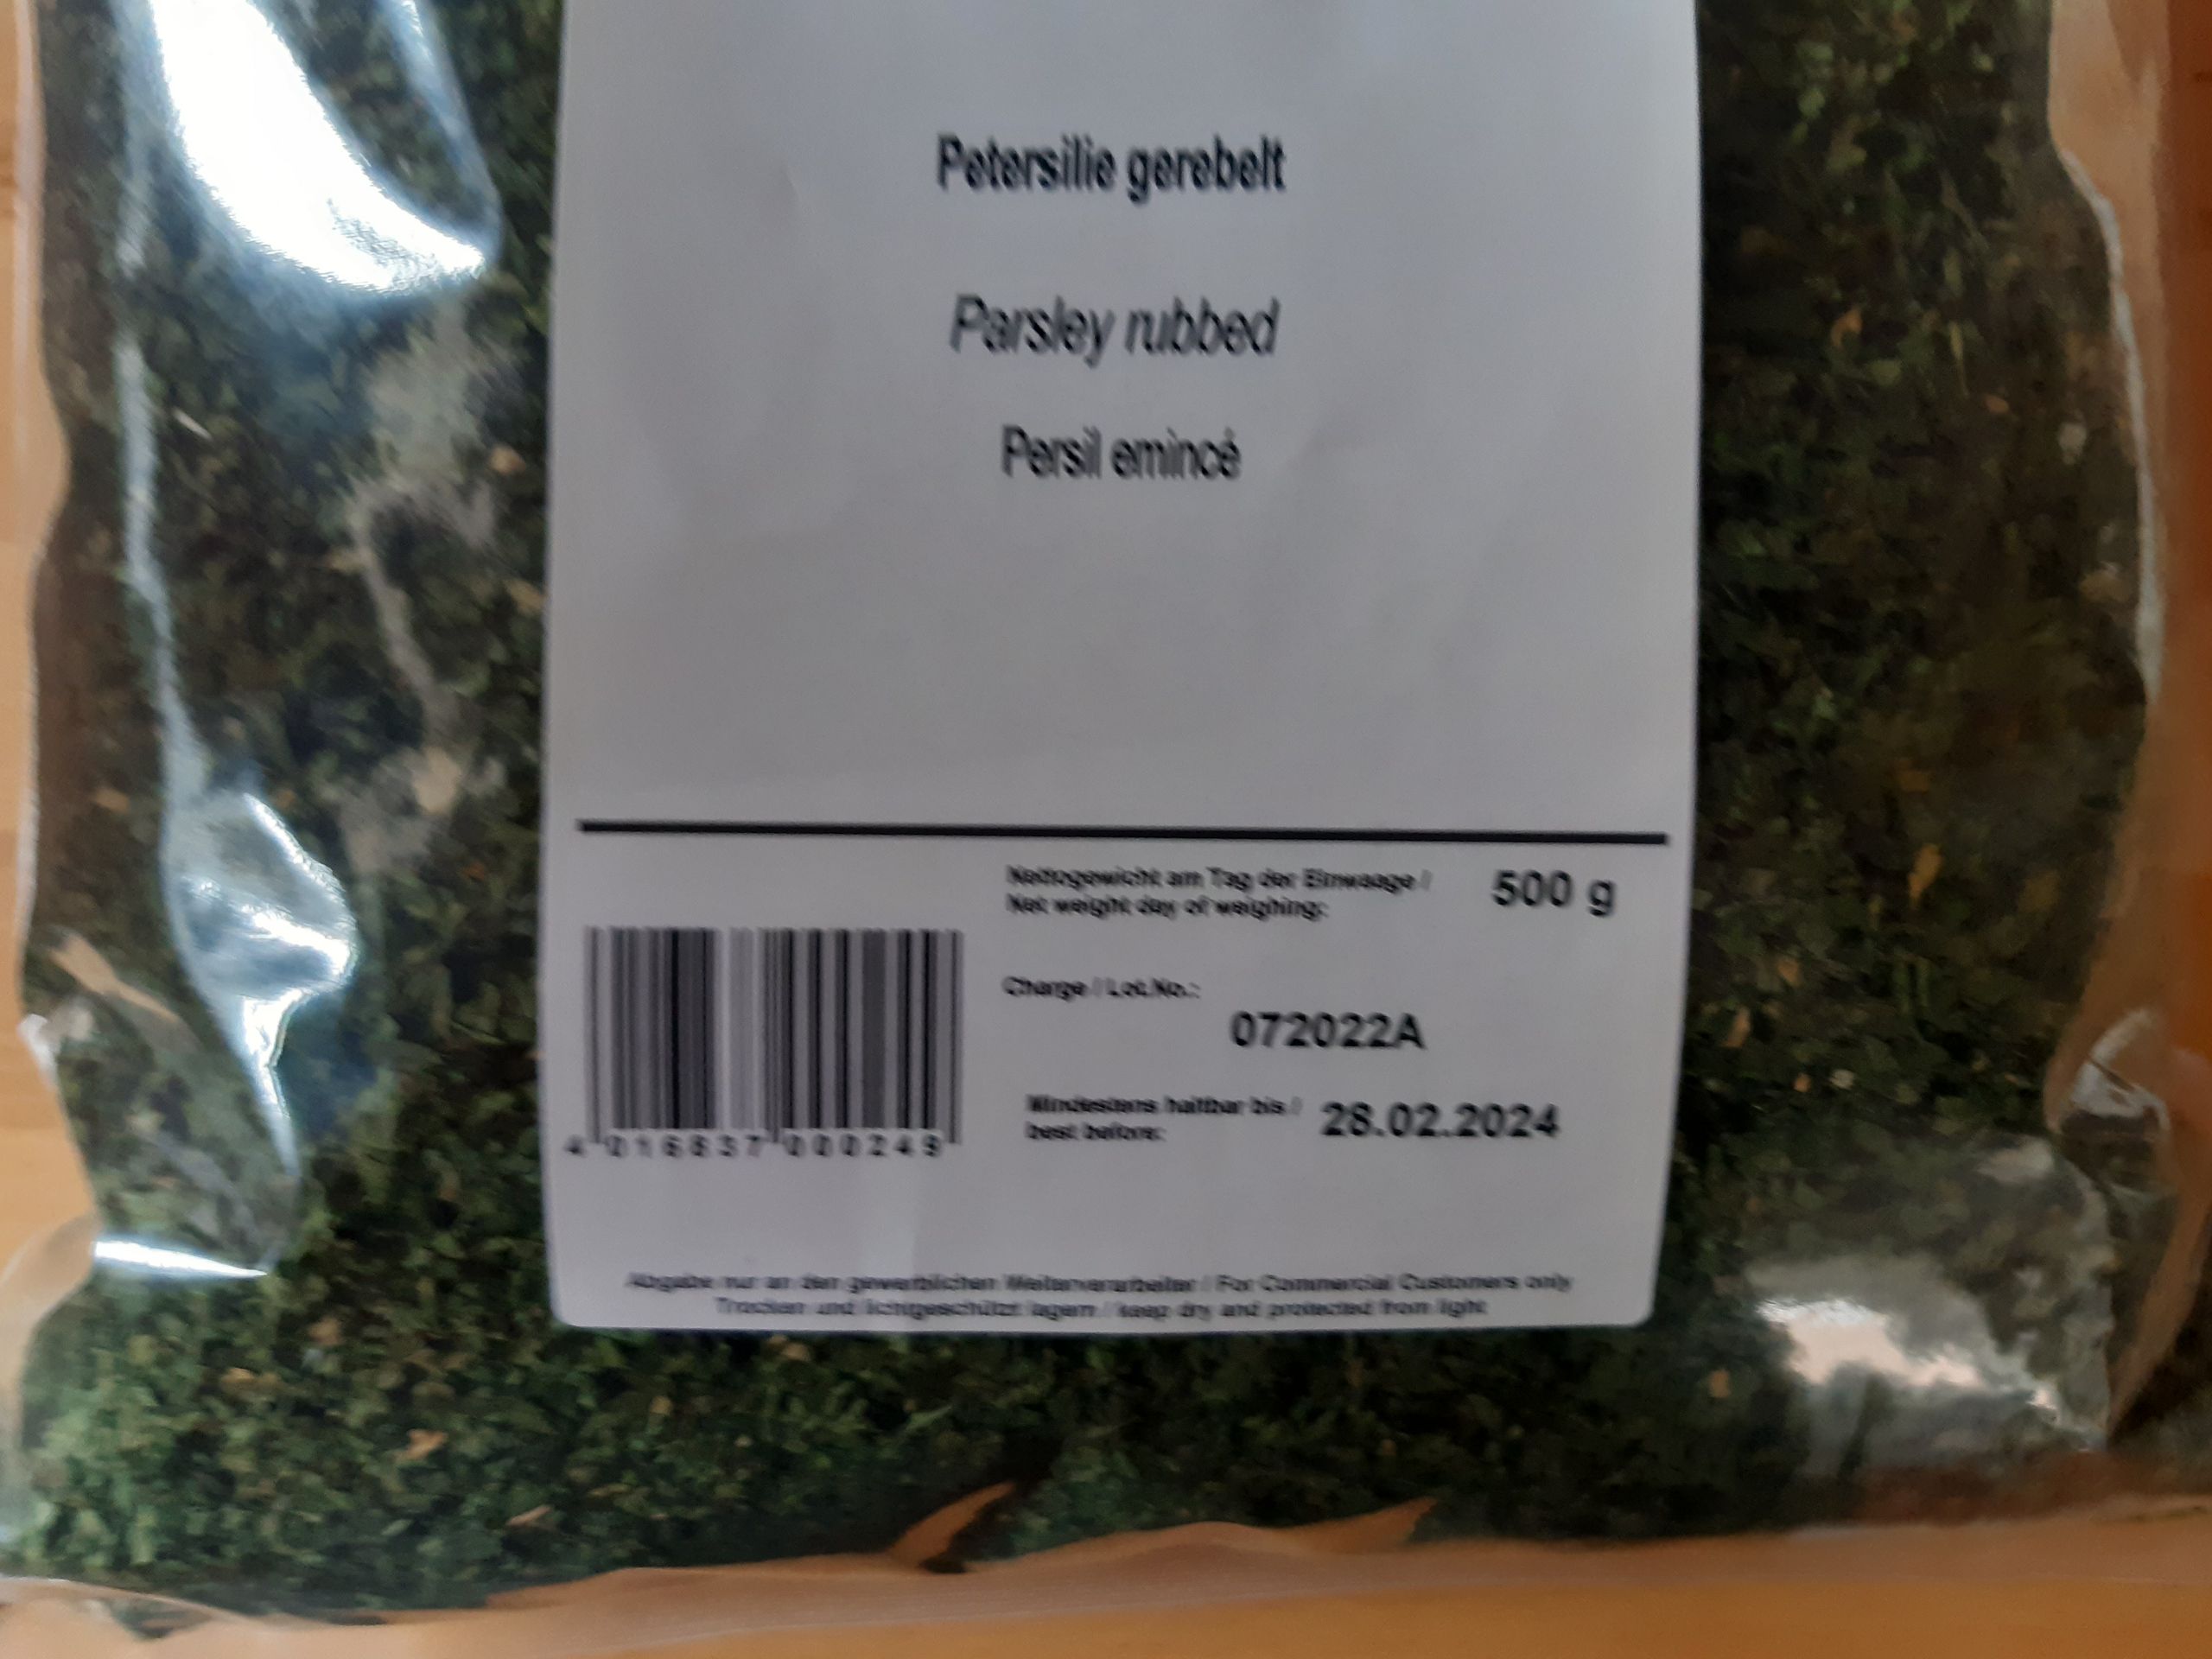 Petersilie gerebelt
Parsley rubbed
Persil emincé
Nettogewicht am Tag der Einwaage /
Net weight day of weighing:
500 g
Charge / Lot.No.:
072022A
Mindestens haltbar bis /
best before:
28.02.2024
4 016637 000249
Abgabe nur an den gewerblichen Weiterverarbeiter / For Commercial Customers only
Trocken und lichtgeschützt lagern / keep dry and protected from light